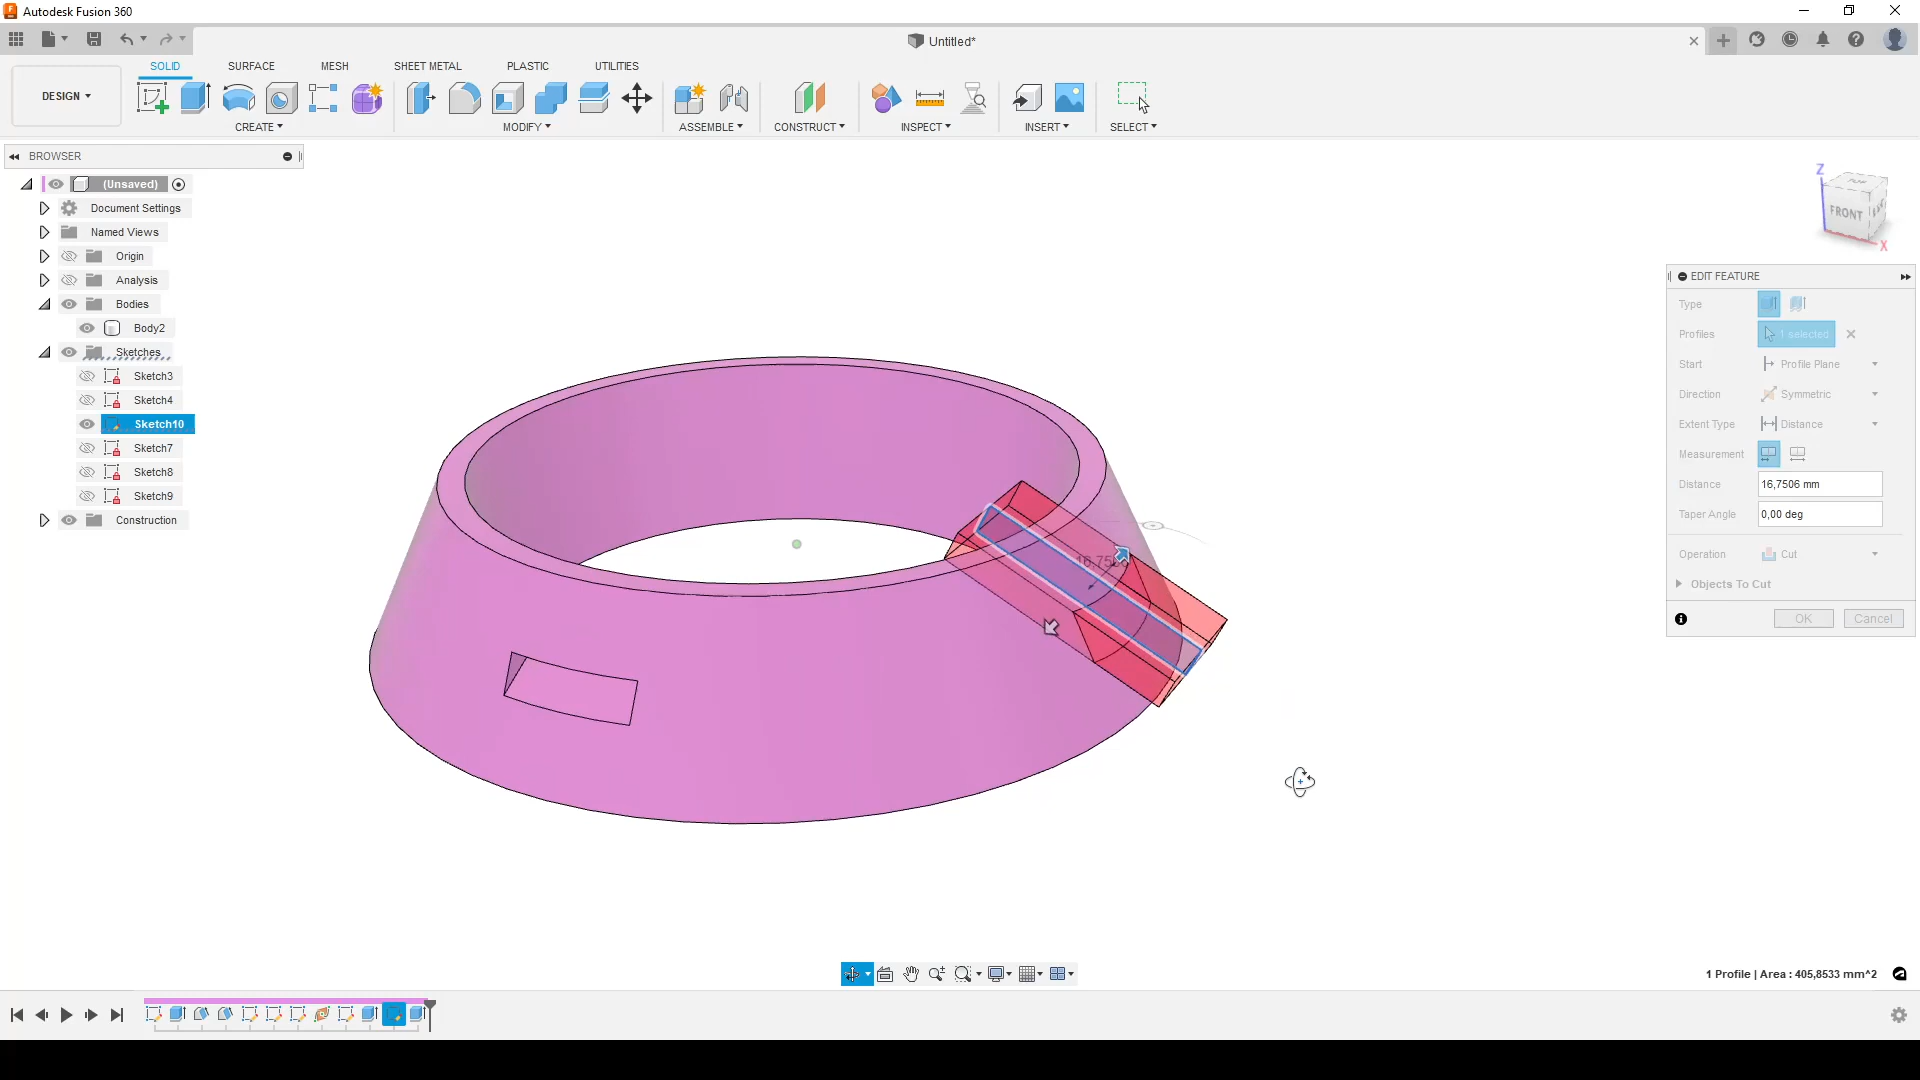 Autodesk Fusion 360
Untitled*
DESIGN
SOLID
SURFACE
MESH
SHEET METAL
PLASTIC
UTILITIES
CREATE
MODIFY
ASSEMBLE
CONSTRUCT
INSPECT
INSERT
SELECT
BROWSER
(Unsaved)
Document Settings
Named Views
Origin
Analysis
Bodies
Body2
Sketches
Sketch3
Sketch4
Sketch10
Sketch7
Sketch8
Sketch9
Construction
Z
TOP
FRONT
X
EDIT FEATURE
Type
Profiles 1 selected
Start Profile Plane
Direction Symmetric
Extent Type Distance
Measurement
Distance 16,7506 mm
Taper Angle 0,00 deg
Operation Cut
Objects To Cut
OK Cancel
1 Profile | Area : 405,8533 mm^2